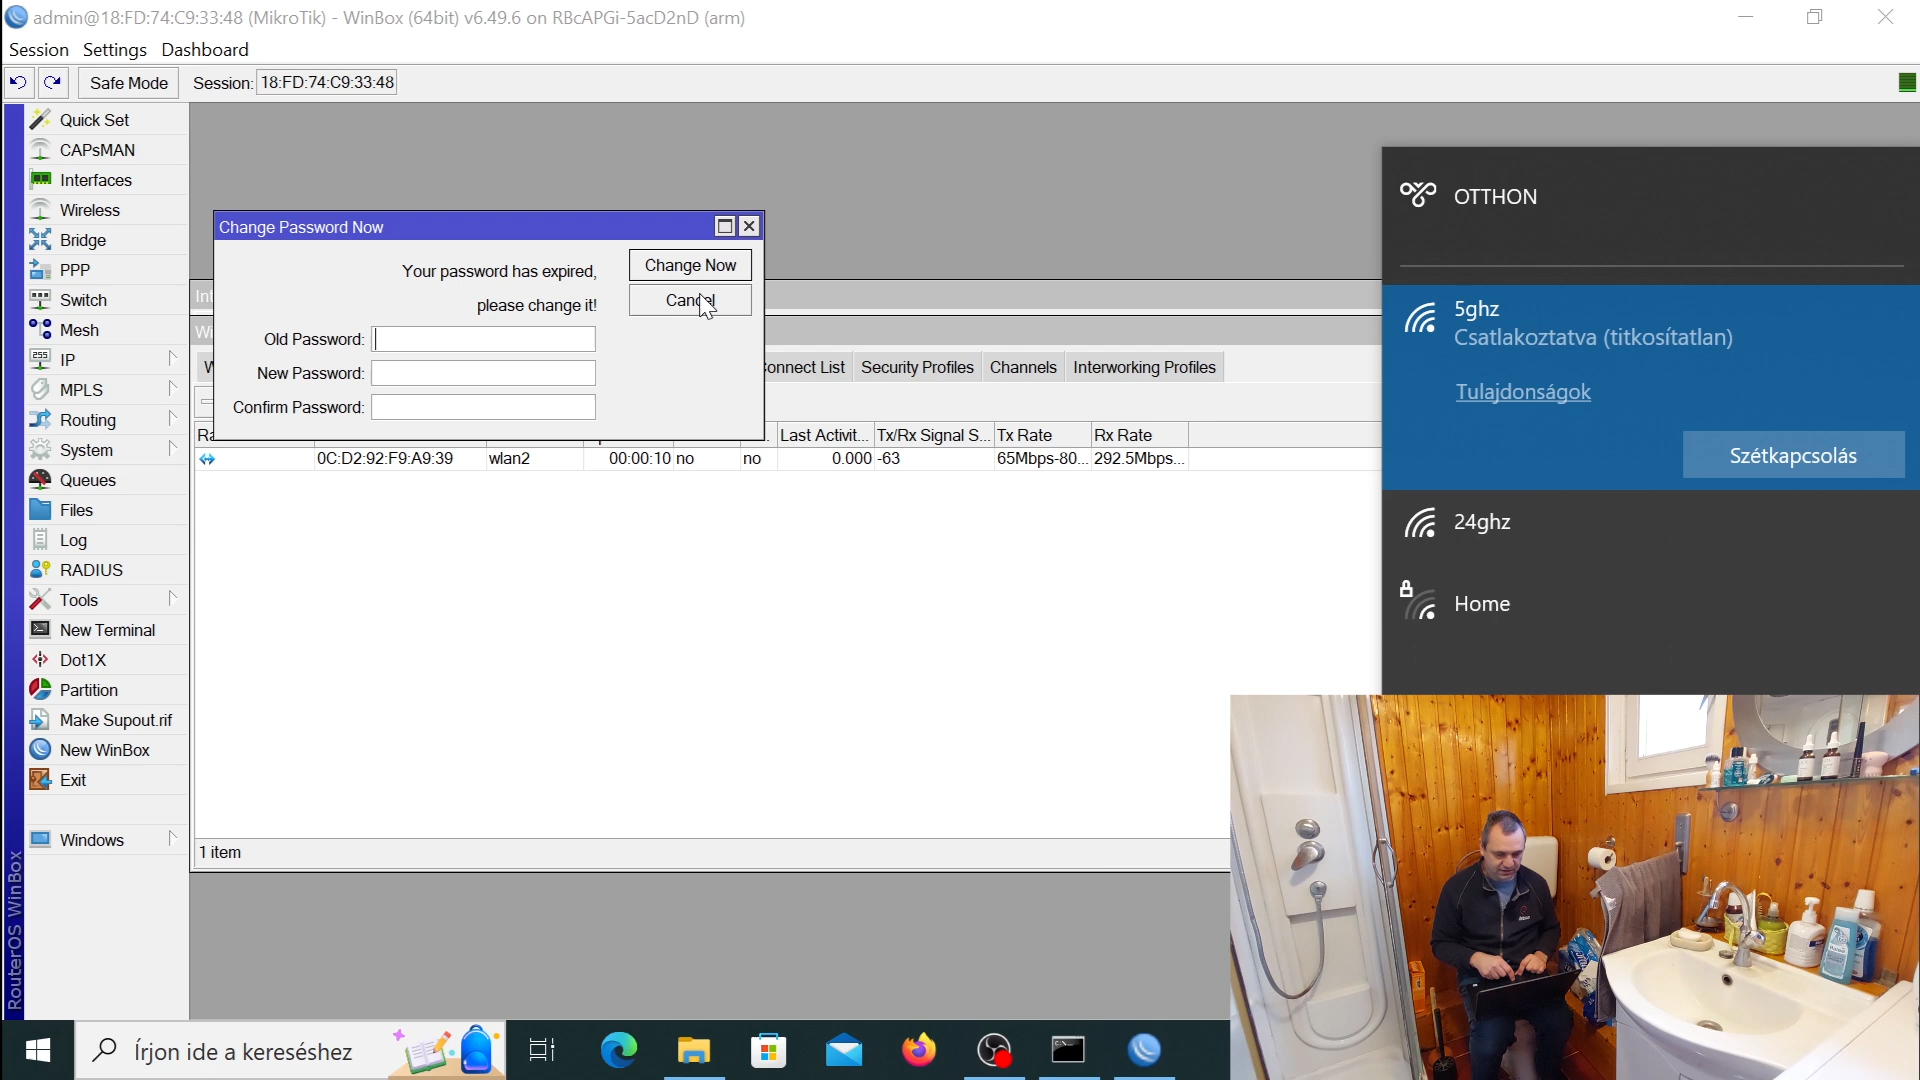 admin@18:FD:74:C9:33:48 (MikroTik) - WinBox (64bit) v6.49.6 on RBcAPGi-5acD2nD (arm)
Session Settings Dashboard
Safe Mode Session: 18:FD:74:C9:33:48
Quick Set
CAPsMAN
Interfaces
Wireless
Bridge
PPP
Switch
Mesh
IP
MPLS
Routing
System
Queues
Files
Log
RADIUS
Tools
New Terminal
Dot1X
Partition
Make Supout.rif
New WinBox
Exit
Windows
RouterOS WinBox
Change Password Now
Your password has expired,
please change it!
Change Now
Cancel
Old Password:
New Password:
Confirm Password:
Security Profiles Channels Interworking Profiles
Last Activit... Tx/Rx Signal S... Tx Rate Rx Rate
0C:D2:92:F9:A9:39 wlan2 00:00:10 no no 0.000 -63 65Mbps-80... 292.5Mbps...
1 item
OTTHON
5ghz
Csatlakoztatva (titkosítatlan)
Tulajdonságok
Szétkapcsolás
24ghz
Home
Írjon ide a kereséshez